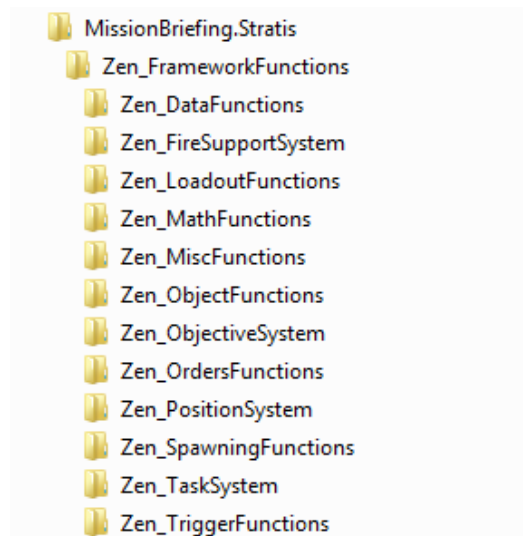 MissionBriefing.Stratis
Zen_FrameworkFunctions
Zen_DataFunctions
Zen_FireSupportSystem
Zen_LoadoutFunctions
Zen_MathFunctions
Zen_MiscFunctions
Zen_ObjectFunctions
Zen_ObjectiveSystem
Zen_OrdersFunctions
Zen_PositionSystem
Zen_SpawningFunctions
Zen_TaskSystem
Zen_TriggerFunctions